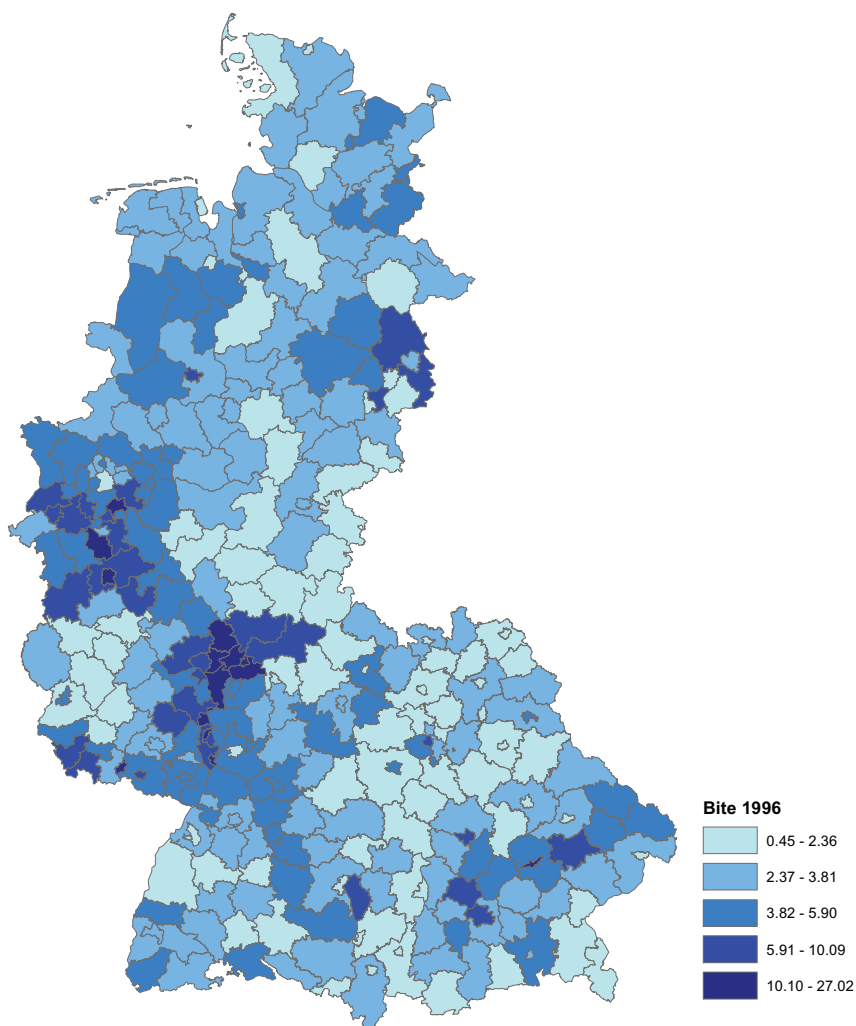 Bite 1996
0.45 - 2.36
2.37 - 3.81
3.82 - 5.90
5.91 - 10.09
10.10 - 27.02